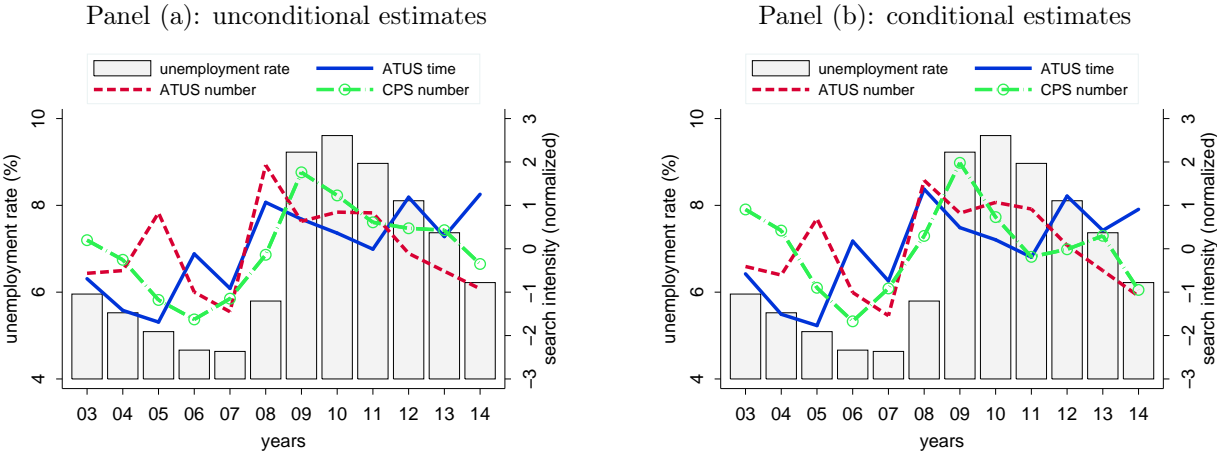 Panel (a): unconditional estimates
unemployment rate
ATUS time
ATUS number
CPS number
unemployment rate (%)
10
8
6
4
search intensity (normalized)
3
2
1
0
−1
−2
−3
03 04 05 06 07 08 09 10 11 12 13 14
years
Panel (b): conditional estimates
unemployment rate
ATUS time
ATUS number
CPS number
unemployment rate (%)
10
8
6
4
search intensity (normalized)
3
2
1
0
−1
−2
−3
03 04 05 06 07 08 09 10 11 12 13 14
years